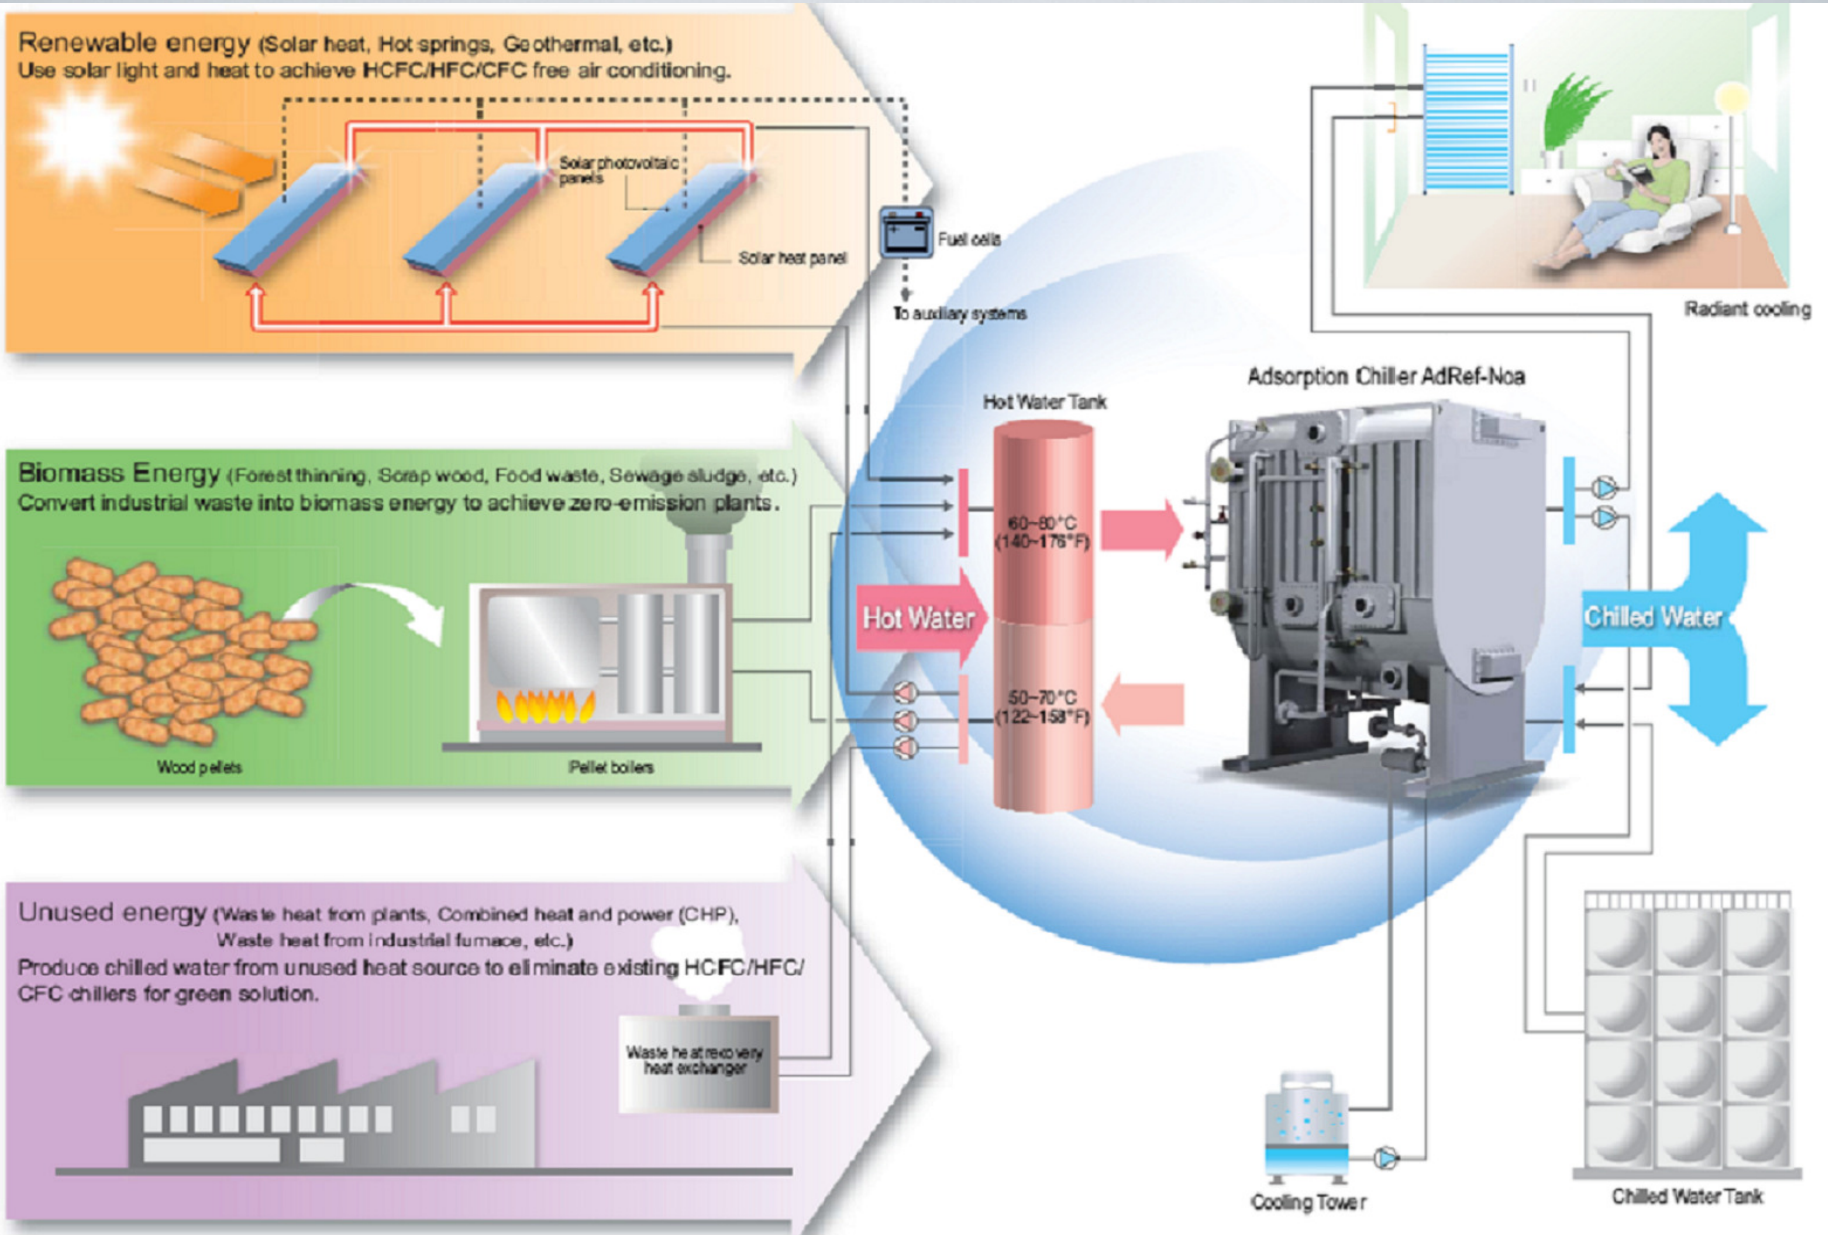 Renewable energy (Solar heat, Hot springs, Geothermal, etc.)
Use solar light and heat to achieve HCFC/HFC/CFC free air conditioning.
Solar photovoltaic
panels
Solar heat panel
Fuel cells
To auxiliary systems
Radiant cooling
Biomass Energy (Forest thinning, Scrap wood, Food waste, Sewage sludge, etc.)
Convert industrial waste into biomass energy to achieve zero-emission plants.
Wood pellets
Pellet boilers
Hot Water
Hot Water Tank
60~80°C
(140~176°F)
50~70°C
(122~158°F)
Adsorption Chiller AdRef-Noa
Chilled Water
Unused energy (Waste heat from plants, Combined heat and power (CHP),
Waste heat from industrial furnace, etc.)
Produce chilled water from unused heat source to eliminate existing HCFC/HFC/
CFC chillers for green solution.
Waste heat recovery
heat exchanger
Cooling Tower
Chilled Water Tank